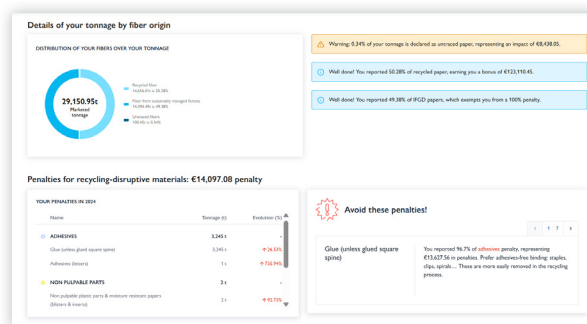 Details of your tonnage by fiber origin
DISTRIBUTION OF YOUR FIBERS OVER YOUR TONNAGE
29,150.95t
Marketed
tonnage
Recycled fiber
Fiber from sustainably managed forests
Untraced fibers
Warning: 0.34% of your tonnage is declared as untraced paper, representing an impact of €8,438.05.
Well done! You reported 50.28% of recycled paper, earning you a bonus of €123,110.45.
Well done! You reported 49.38% of IFGD papers, which exempts you from a 100% penalty.
Penalties for recycling-disruptive materials: €14,097.08 penalty
YOUR PENALTIES IN 2024
Name Tonnage (t) Evolution (%)
ADHESIVES 3,245 t -
Glue (unless glued square spine) 3,245 t 26.53%
Adhesives (letters) 1 t
NON PULPABLE PARTS 2 t -
Non pulpable plastic parts & moisture resistant papers 2 t 92.73%
(blisters & inserts)
Avoid these penalties!
1 7
Glue (unless glued square
spine)
You reported 96.7% of adhesives penalty, representing
€13,627.56 in penalties. Prefer adhesives-free binding: staples,
clips, spirals.... These are more easily removed in the recycling
process.